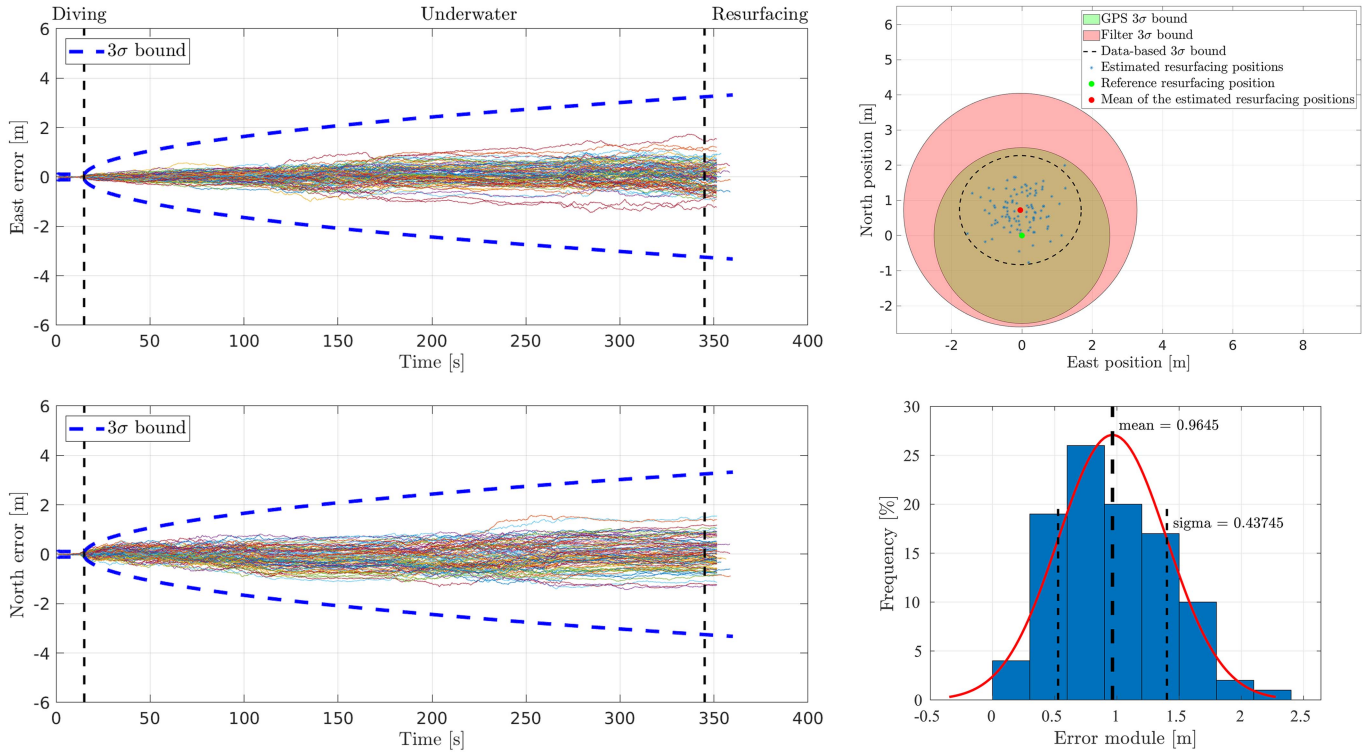 Diving Underwater Resurfacing
3σ bound
East error [m]
6
4
2
0
-2
-4
-6
0 50 100 150 200 250 300 350 400
Time [s]
GPS 3σ bound
Filter 3σ bound
Data-based 3σ bound
Estimated resurfacing positions
Reference resurfacing position
Mean of the estimated resurfacing positions
North position [m]
6
5
4
3
2
1
0
-1
-2
-2 0 2 4 6 8
East position [m]
3σ bound
North error [m]
6
4
2
0
-2
-4
-6
0 50 100 150 200 250 300 350 400
Time [s]
mean = 0.9645
sigma = 0.43745
Frequency [%]
30
25
20
15
10
5
0
-0.5 0 0.5 1 1.5 2 2.5
Error module [m]